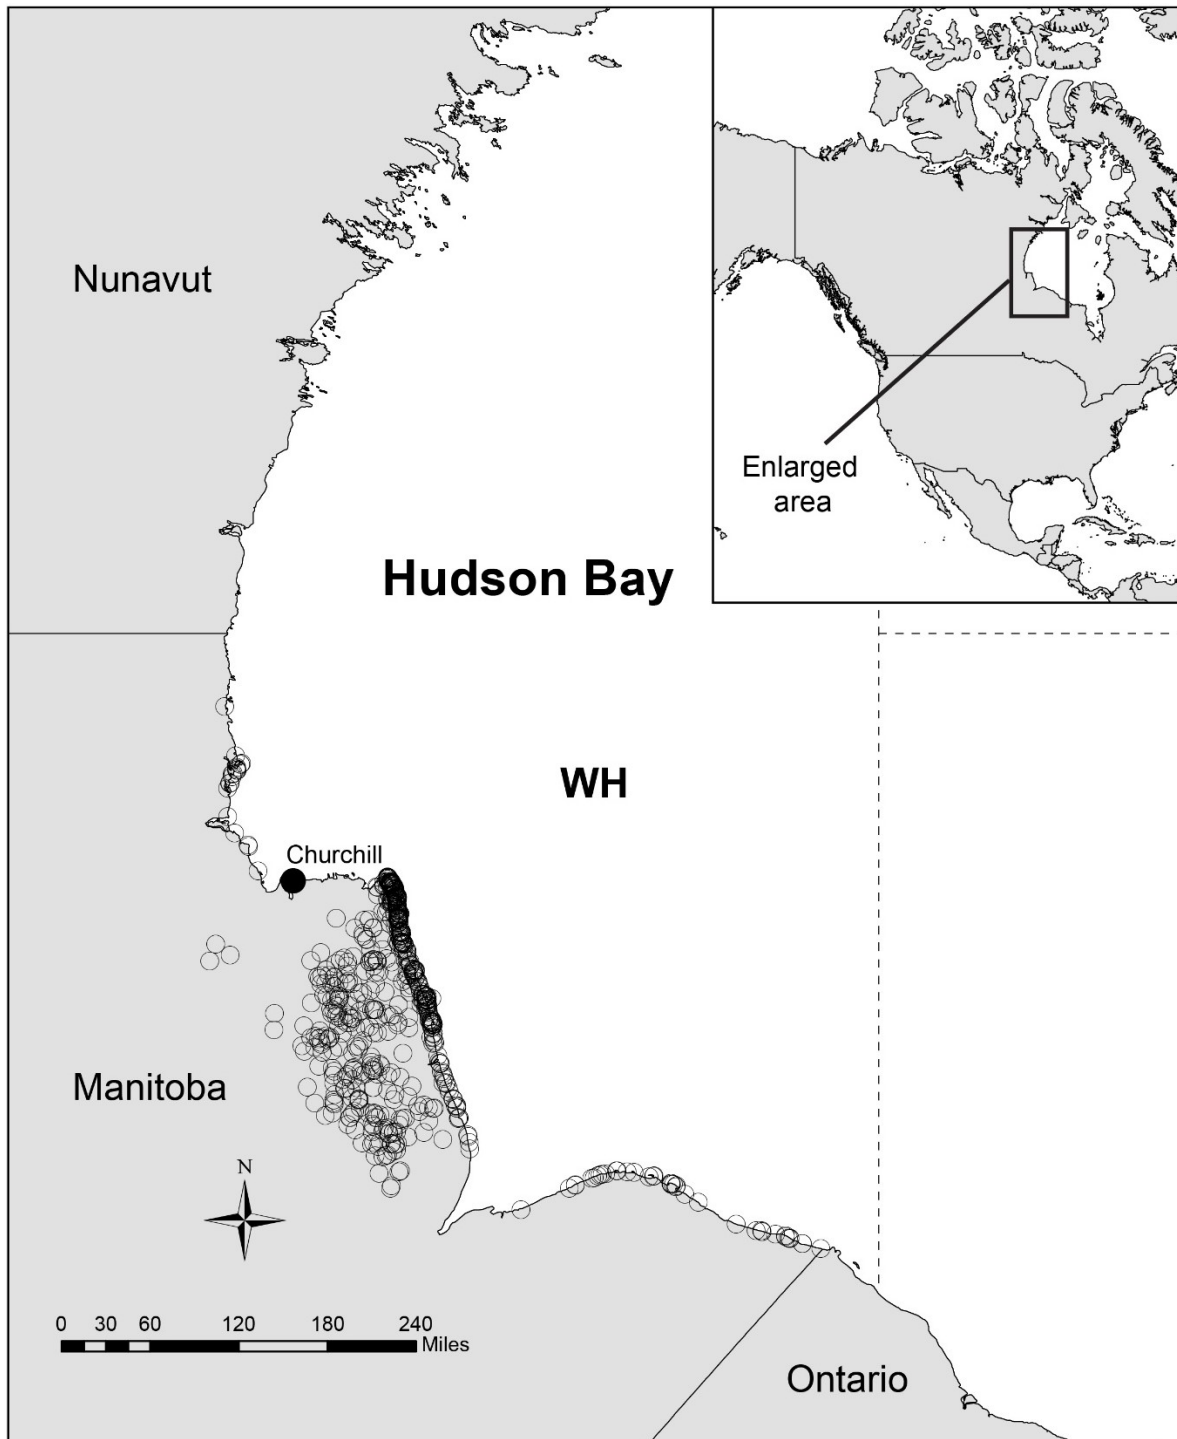 Nunavut
Enlarged
area
Hudson Bay
WH
Churchill
Manitoba
N
0 30 60 120 180 240
Miles
Ontario